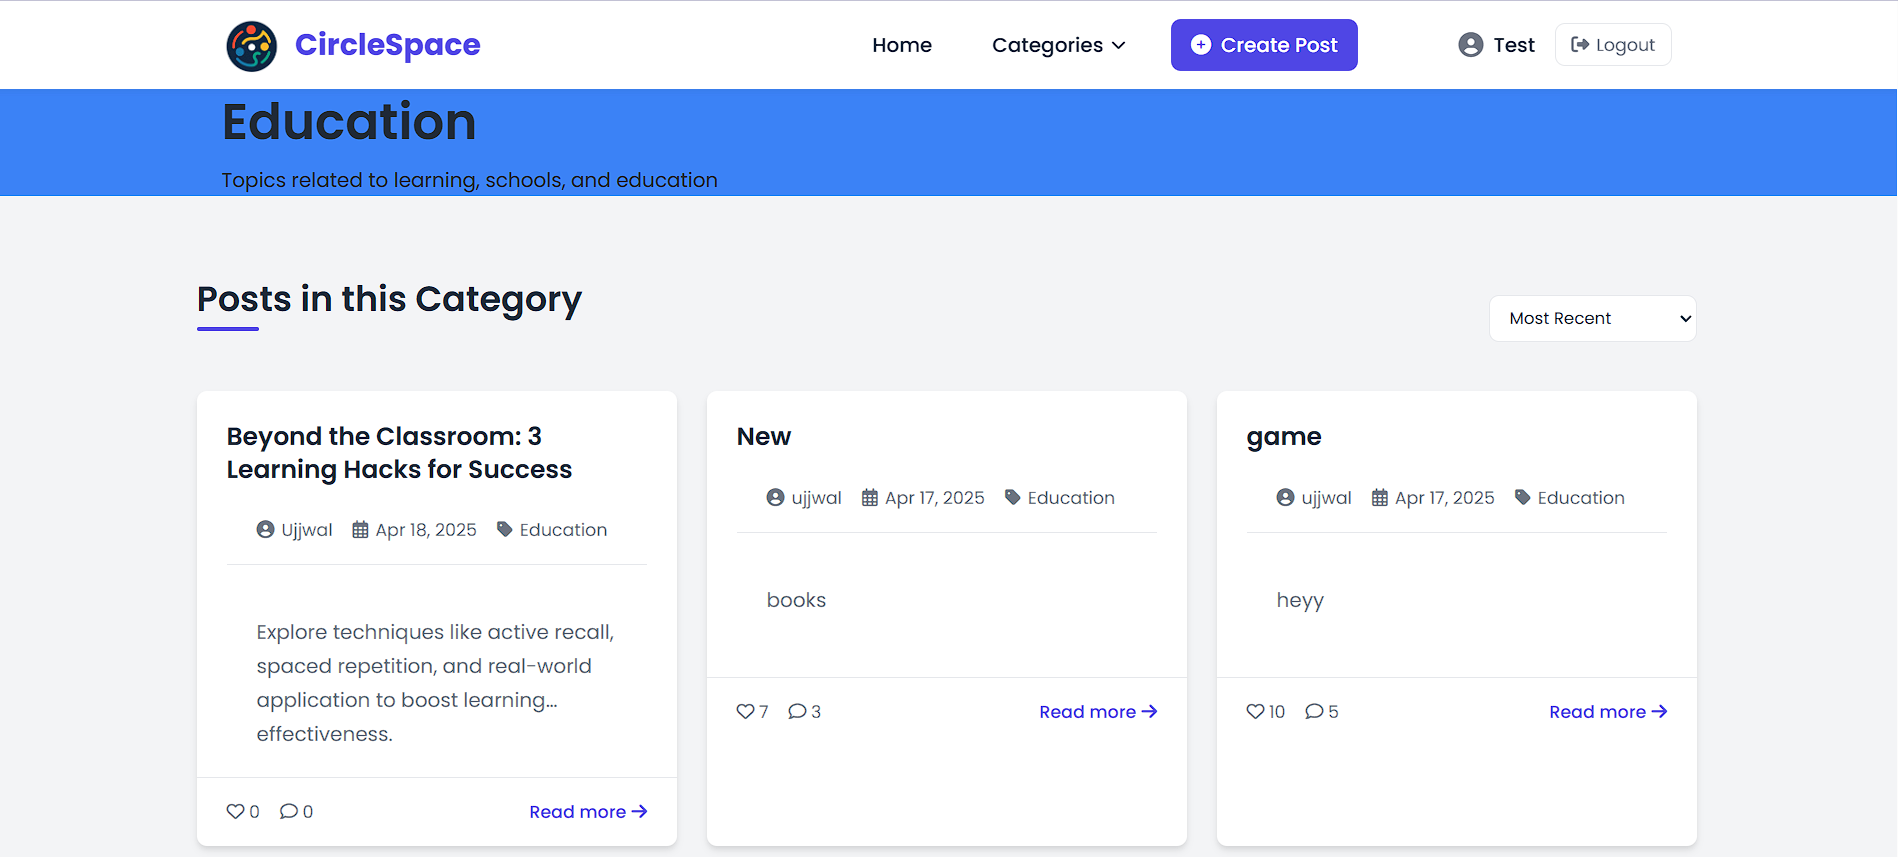 CircleSpace
Home
Categories
Create Post
Test
Logout
Education
Topics related to learning, schools, and education
Posts in this Category
Most Recent
Beyond the Classroom: 3
Learning Hacks for Success
Ujjwal Apr 18, 2025 Education
Explore techniques like active recall,
spaced repetition, and real-world
application to boost learning...
effectiveness.
0 0 Read more
New
ujjwal Apr 17, 2025 Education
books
7 3 Read more
game
ujjwal Apr 17, 2025 Education
heyy
10 5 Read more